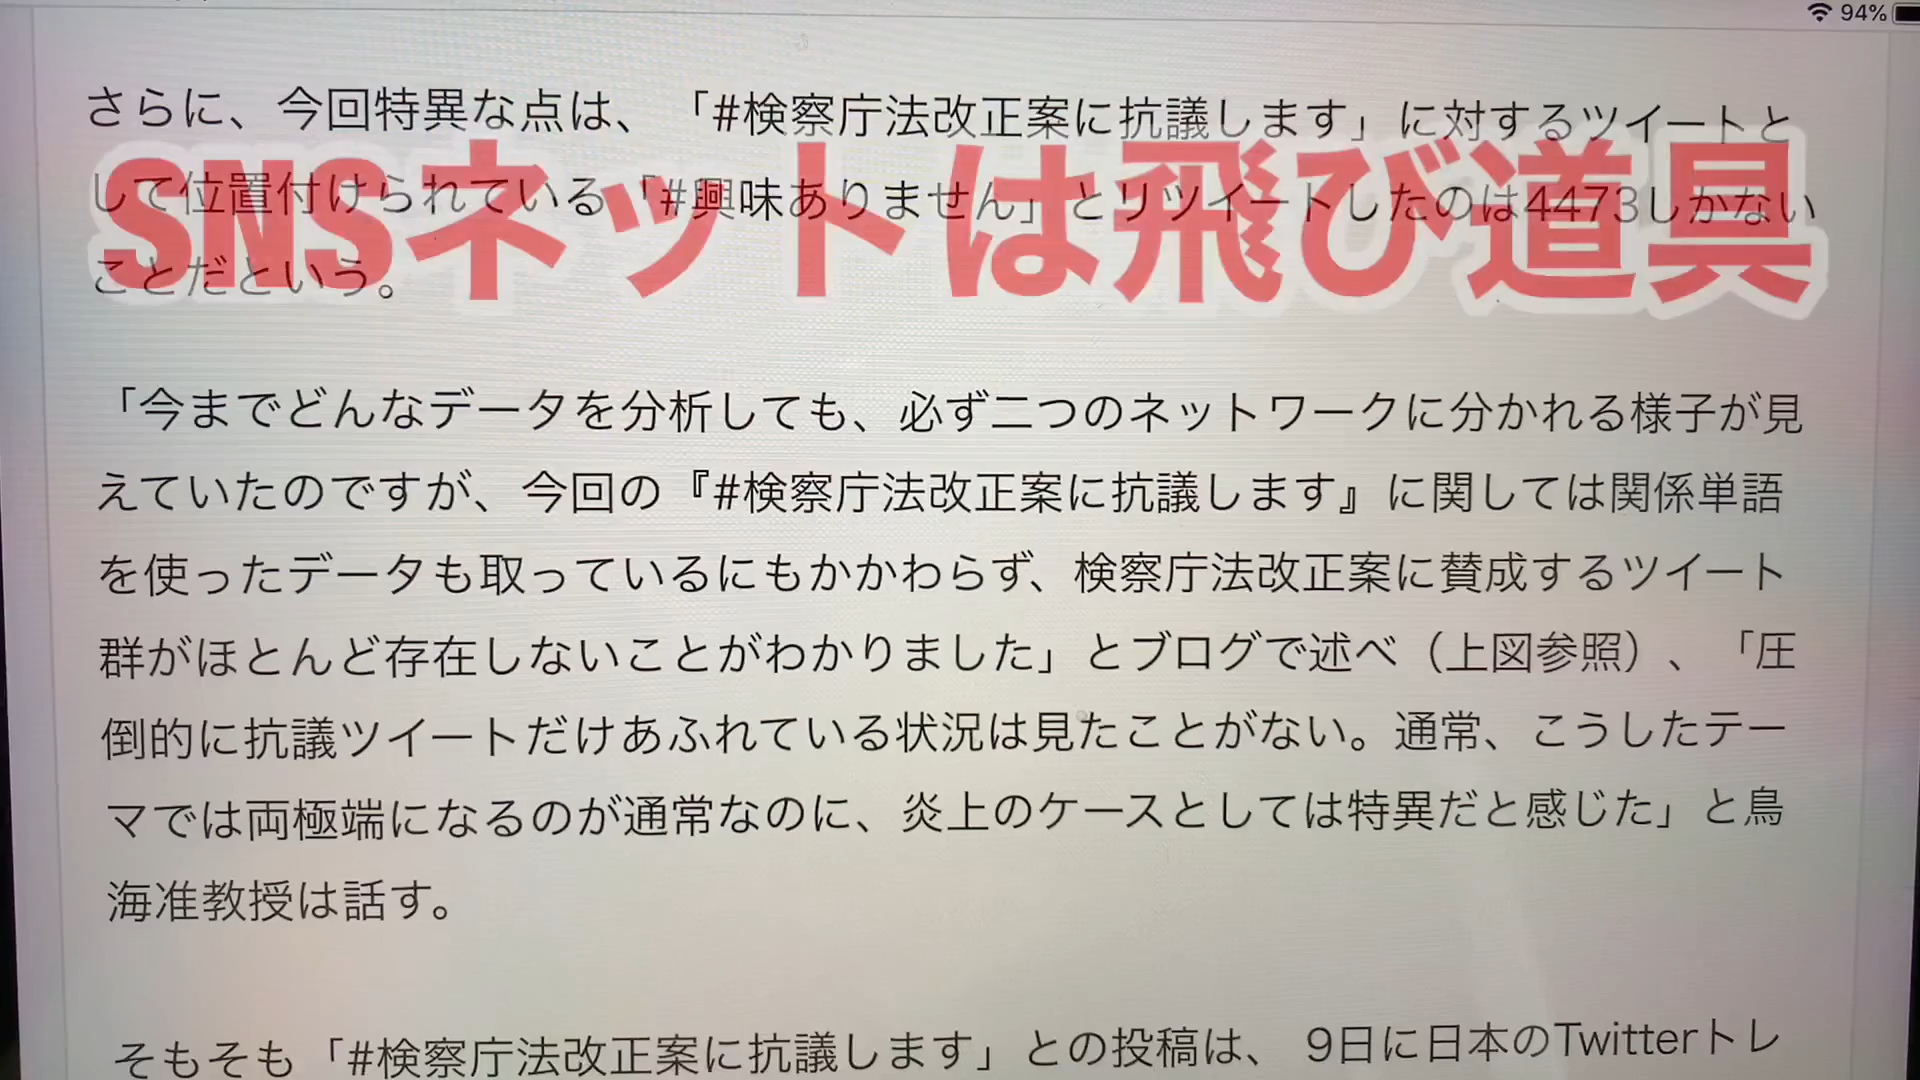 94%
さらに、今回特異な点は、「#検察庁法改正案に抗議します」に対するツイートと
して位置付けられている「#興味ありません」とリツイートしたのは4473しかない
ことだという。
SNSネットは飛び道具
「今までどんなデータを分析しても、必ず二つのネットワークに分かれる様子が見
えていたのですが、今回の『#検察庁法改正案に抗議します』に関しては関係単語
を使ったデータも取っているにもかかわらず、検察庁法改正案に賛成するツイート
群がほとんど存在しないことがわかりました」とブログで述べ（上図参照）、「圧
倒的に抗議ツイートだけあふれている状況は見たことがない。通常、こうしたテー
マでは両極端になるのが通常なのに、炎上のケースとしては特異だと感じた」と鳥
海准教授は話す。
そもそも「#検察庁法改正案に抗議します」との投稿は、 9日に日本のTwitterトレ